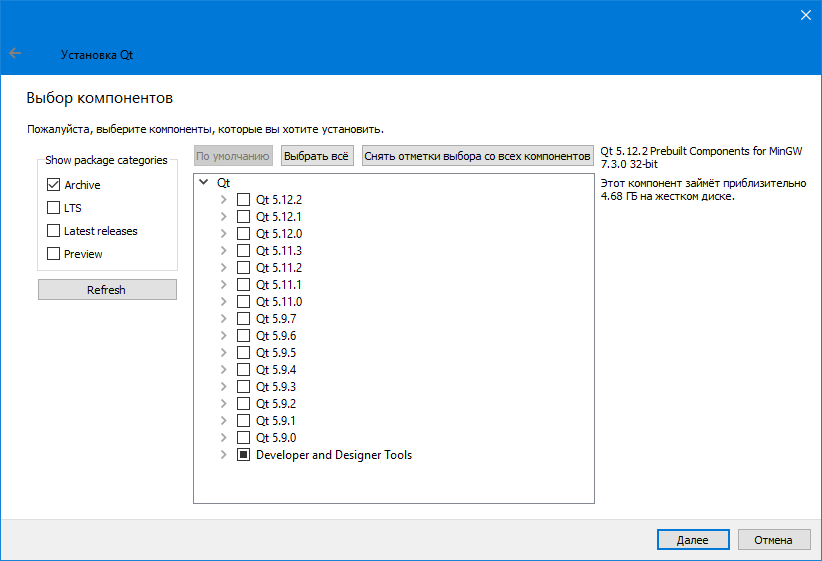 Установка Qt
Выбор компонентов
Пожалуйста, выберите компоненты, которые вы хотите установить.
Show package categories
Archive
LTS
Latest releases
Preview
Refresh
По умолчанию
Выбрать всё
Снять отметки выбора со всех компонентов
Qt
Qt 5.12.2
Qt 5.12.1
Qt 5.12.0
Qt 5.11.3
Qt 5.11.2
Qt 5.11.1
Qt 5.11.0
Qt 5.9.7
Qt 5.9.6
Qt 5.9.5
Qt 5.9.4
Qt 5.9.3
Qt 5.9.2
Qt 5.9.1
Qt 5.9.0
Developer and Designer Tools
Qt 5.12.2 Prebuilt Components for MinGW
7.3.0 32-bit
Этот компонент займёт приблизительно
4.68 ГБ на жестком диске.
Далее
Отмена